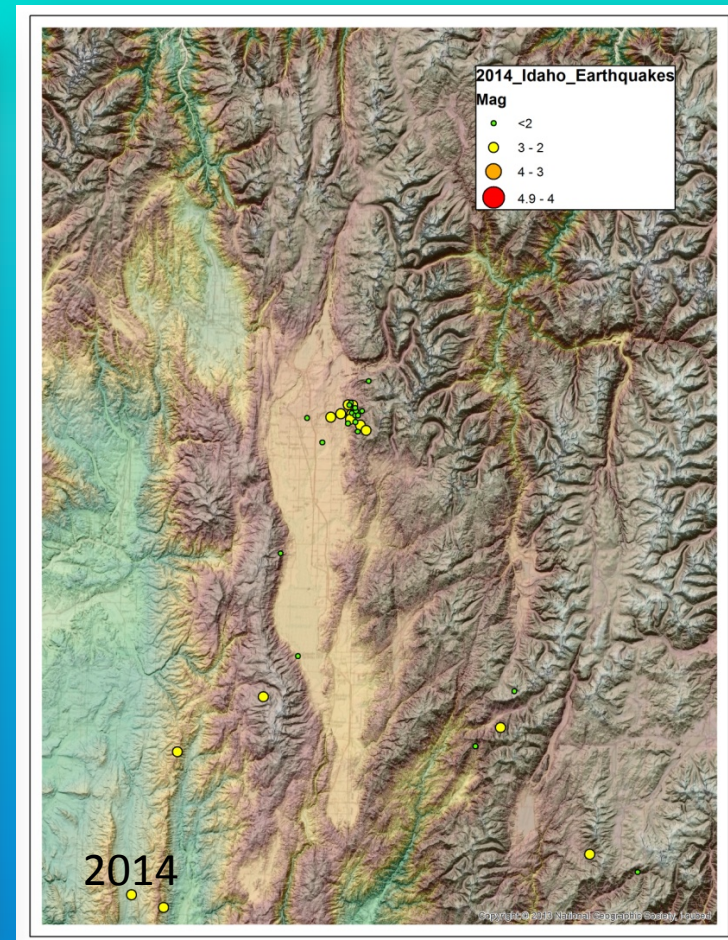 2014_Idaho_Earthquakes
Mag
<2
3 - 2
4 - 3
4.9 - 4
2014
Copyright:© 2013 National Geographic Society, i-cubed